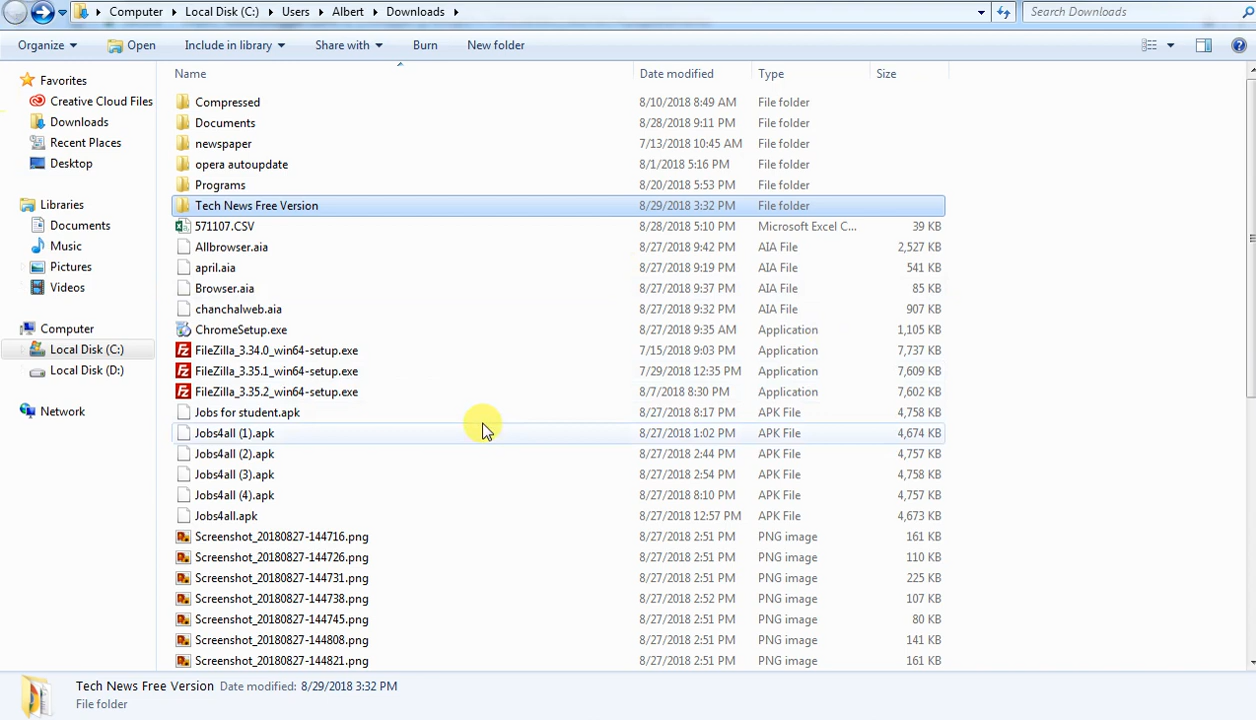 Computer Local Disk (C:) Users Albert Downloads Search Downloads
Organize Open Include in library Share with Burn New folder
Name Date modified Type Size
Favorites
Creative Cloud Files
Downloads
Recent Places
Desktop
Libraries
Documents
Music
Pictures
Videos
Computer
Local Disk (C:)
Local Disk (D:)
Network
Compressed 8/10/2018 8:49 AM File folder
Documents 8/28/2018 9:11 PM File folder
newspaper 7/13/2018 10:45 AM File folder
opera autoupdate 8/1/2018 5:16 PM File folder
Programs 8/20/2018 5:53 PM File folder
Tech News Free Version 8/29/2018 3:32 PM File folder
571107.CSV 8/28/2018 5:10 PM Microsoft Excel C... 39 KB
Allbrowser.aia 8/27/2018 9:42 PM AIA File 2,527 KB
april.aia 8/27/2018 9:19 PM AIA File 541 KB
Browser.aia 8/27/2018 9:37 PM AIA File 85 KB
chanchalweb.aia 8/27/2018 9:32 PM AIA File 907 KB
ChromeSetup.exe 8/27/2018 9:35 AM Application 1,105 KB
FileZilla_3.34.0_win64-setup.exe 7/15/2018 9:03 PM Application 7,737 KB
FileZilla_3.35.1_win64-setup.exe 7/29/2018 12:35 PM Application 7,609 KB
FileZilla_3.35.2_win64-setup.exe 8/7/2018 8:30 PM Application 7,602 KB
Jobs for student.apk 8/27/2018 8:17 PM APK File 4,758 KB
Jobs4all (1).apk 8/27/2018 1:02 PM APK File 4,674 KB
Jobs4all (2).apk 8/27/2018 2:44 PM APK File 4,757 KB
Jobs4all (3).apk 8/27/2018 2:54 PM APK File 4,758 KB
Jobs4all (4).apk 8/27/2018 8:10 PM APK File 4,757 KB
Jobs4all.apk 8/27/2018 12:57 PM APK File 4,673 KB
Screenshot_20180827-144716.png 8/27/2018 2:51 PM PNG image 161 KB
Screenshot_20180827-144726.png 8/27/2018 2:51 PM PNG image 110 KB
Screenshot_20180827-144731.png 8/27/2018 2:51 PM PNG image 225 KB
Screenshot_20180827-144738.png 8/27/2018 2:52 PM PNG image 107 KB
Screenshot_20180827-144745.png 8/27/2018 2:51 PM PNG image 80 KB
Screenshot_20180827-144808.png 8/27/2018 2:51 PM PNG image 141 KB
Screenshot_20180827-144821.png 8/27/2018 2:51 PM PNG image 161 KB
Tech News Free Version Date modified: 8/29/2018 3:32 PM
File folder